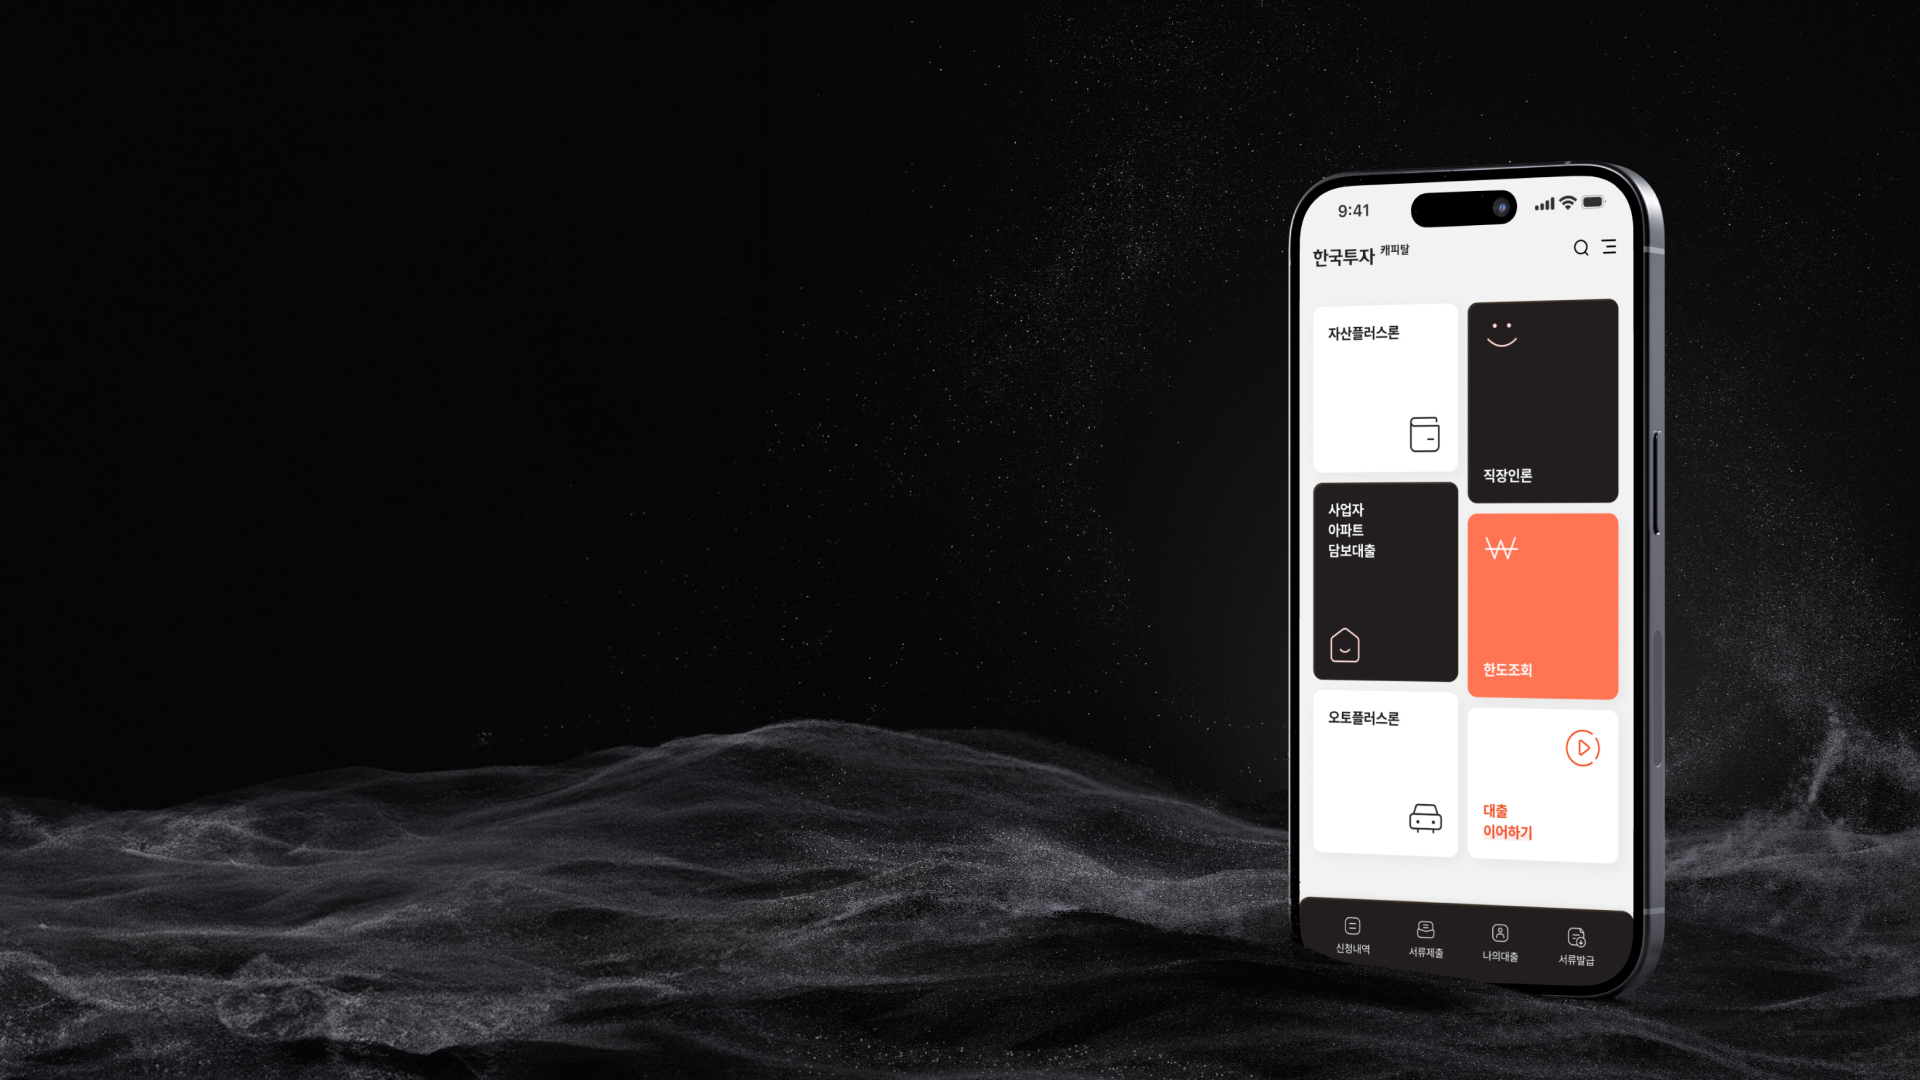 9:41
한국투자 캐피탈
자산플러스론
직장인론
사업자
아파트
담보대출
한도조회
오토플러스론
대출
이어하기
신청내역
서류제출
나의대출
서류발급